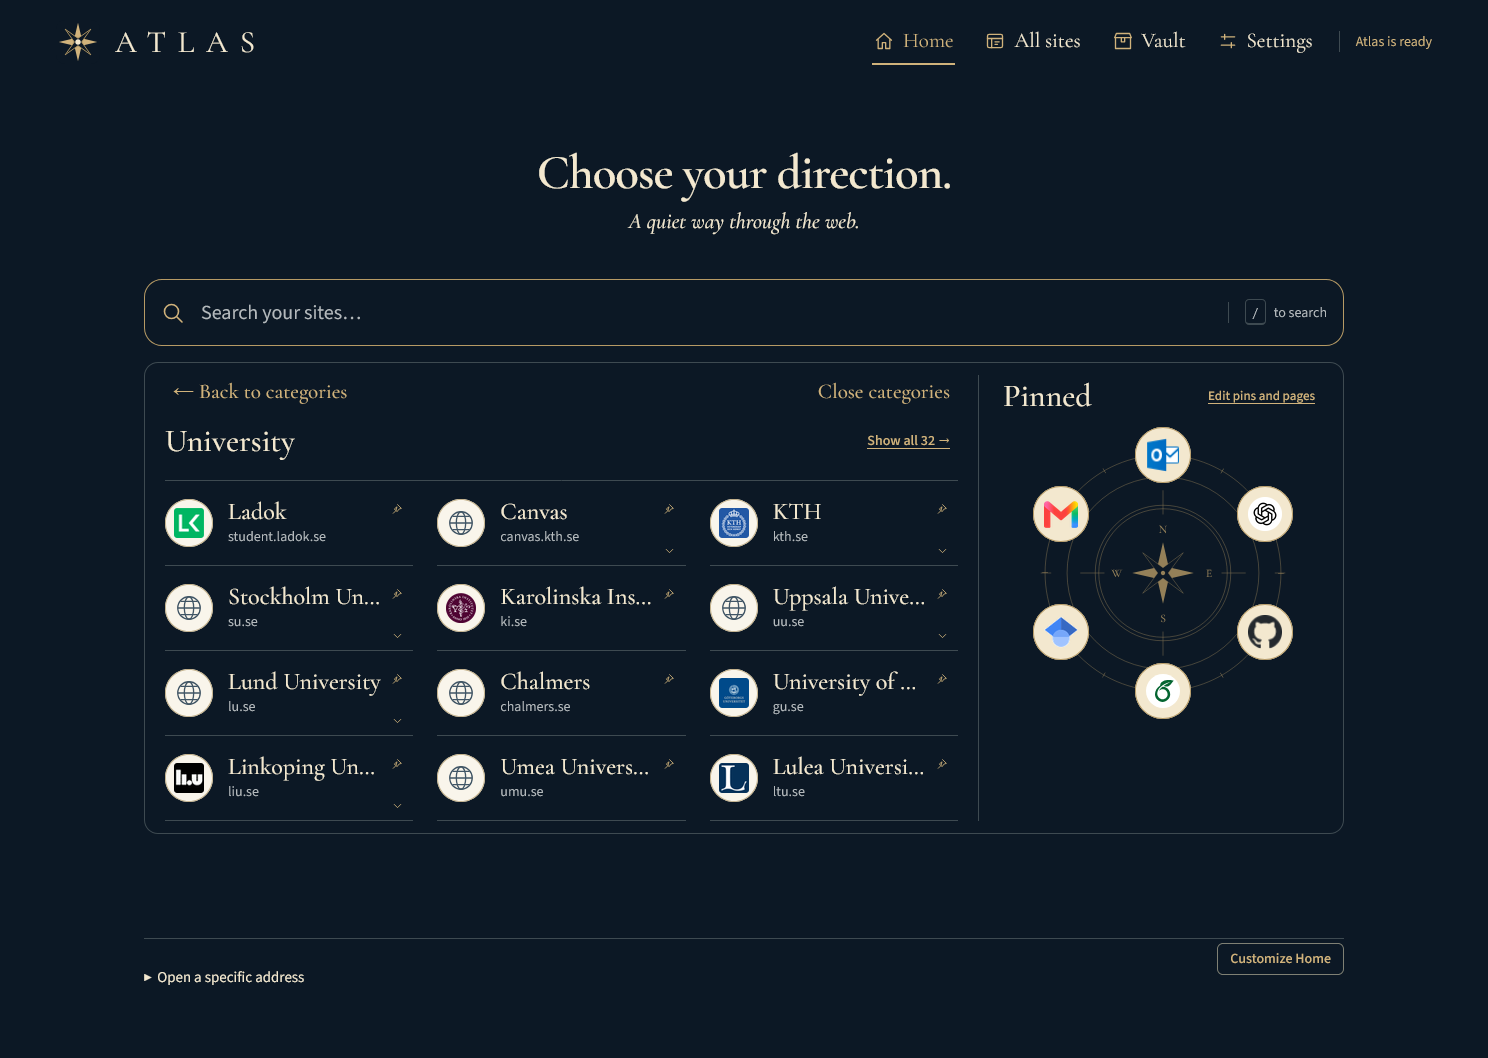 ATLAS
Home
All sites
Vault
Settings
Atlas is ready
Choose your direction.
A quiet way through the web.
Search your sites...
/ to search
← Back to categories
Close categories
University
Show all 32 →
Ladok
student.ladok.se
Canvas
canvas.kth.se
KTH
KTH
kth.se
Stockholm Un...
su.se
Karolinska Ins...
ki.se
Uppsala Unive...
uu.se
Lund University
lu.se
Chalmers
chalmers.se
University of ...
gu.se
li.u
Linkoping Un...
liu.se
Umea Univers...
umu.se
L
Lulea Universi...
ltu.se
Pinned
Edit pins and pages
N
W
E
S
▶ Open a specific address
Customize Home